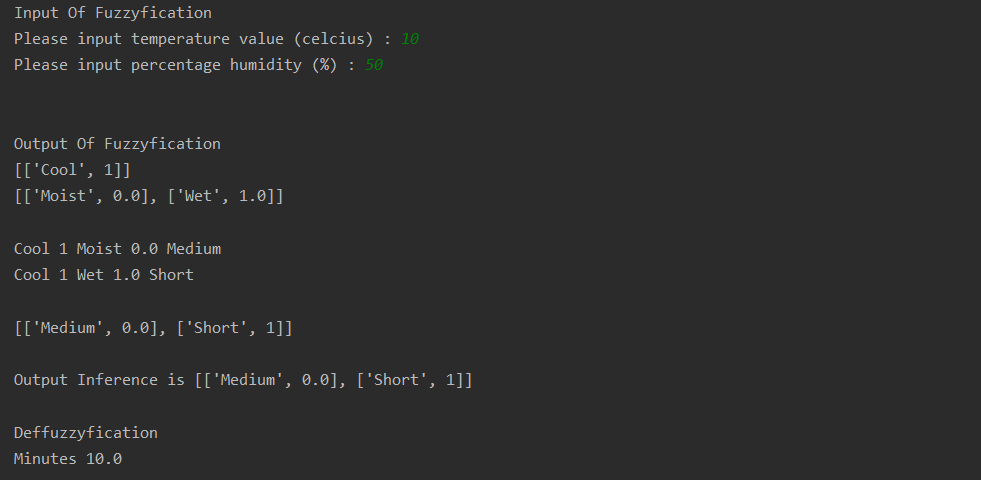 Input Of Fuzzyfication
Please input temperature value (celcius) : 10
Please input percentage humidity (%) : 50
Output Of Fuzzyfication
[['Cool', 1]]
[['Moist', 0.0], ['Wet', 1.0]]
Cool 1 Moist 0.0 Medium
Cool 1 Wet 1.0 Short
[['Medium', 0.0], ['Short', 1]]
Output Inference is [['Medium', 0.0], ['Short', 1]]
Deffuzzyfication
Minutes 10.0